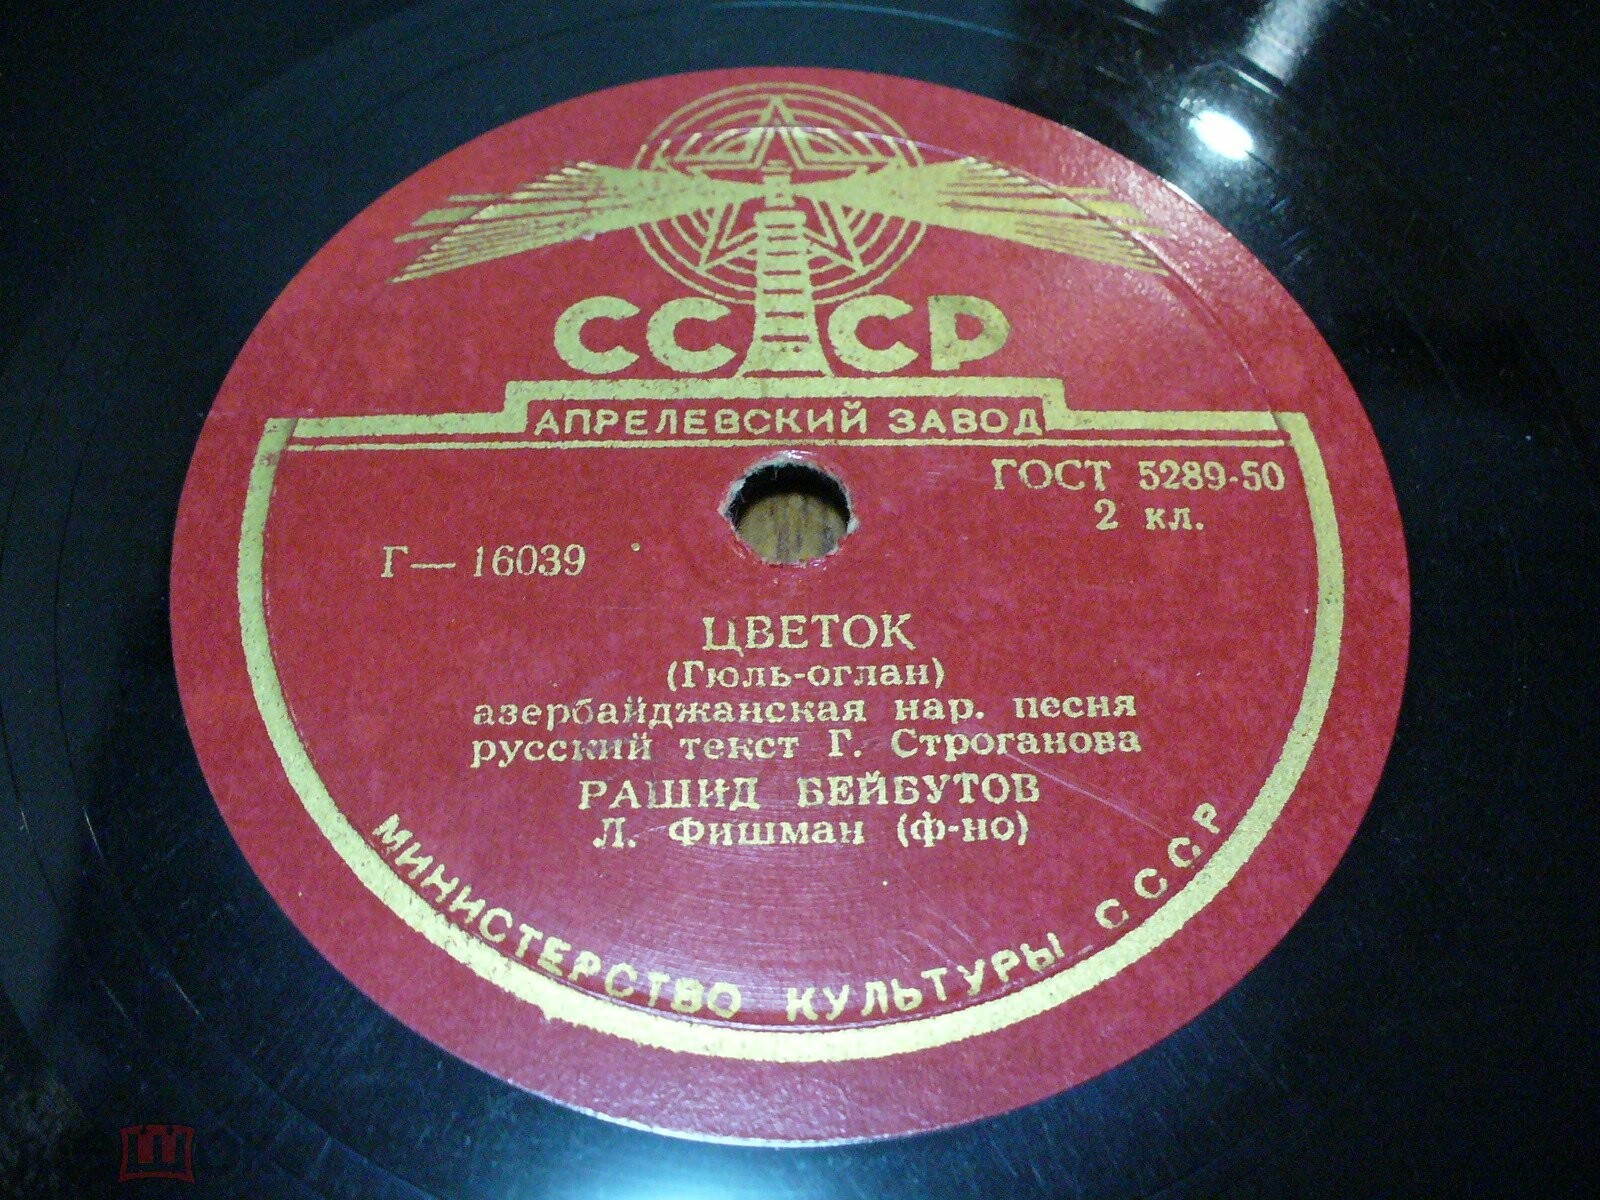 СССР
АПРЕЛЕВСКИЙ ЗАВОД
ГОСТ 5289-50
2 кл.
Г— 16039
ЦВЕТОК
(Гюль-оглан)
азербайджанская нар. песня
русский текст Г. Строганова
РАШИД БЕЙБУТОВ
Л. Фишман (ф-но)
МИНИСТЕРСТВО КУЛЬТУРЫ СССР